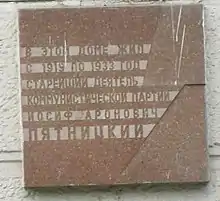 В ЭТОМ ДОМЕ ЖИЛ
С 1919 ПО 1933 ГОД
СТАРЕЙШИЙ ДЕЯТЕЛЬ
КОММУНИСТИЧЕСКОЙ ПАРТИИ
ИОСИФ АРОНОВИЧ
ПЯТНИЦКИЙ